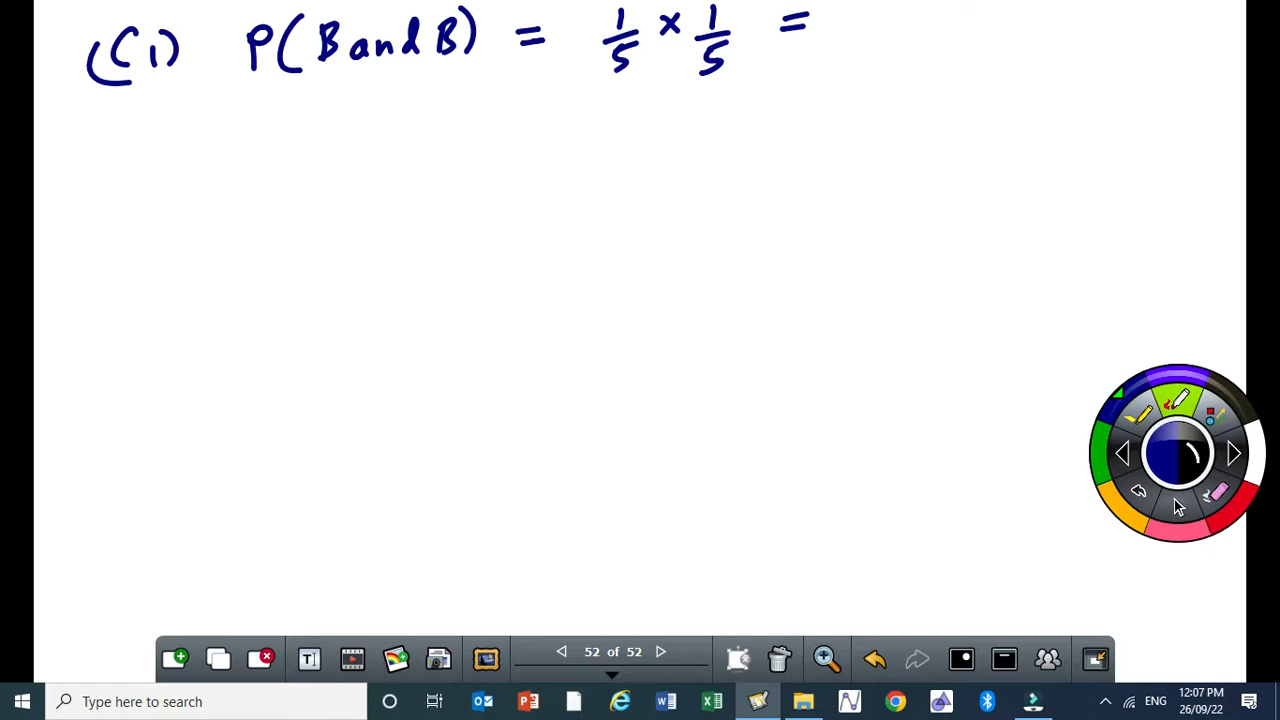 (C1) P(B and B) = 1/5 × 1/5 =
52 of 52
Type here to search
ENG
12:07 PM
26/09/22